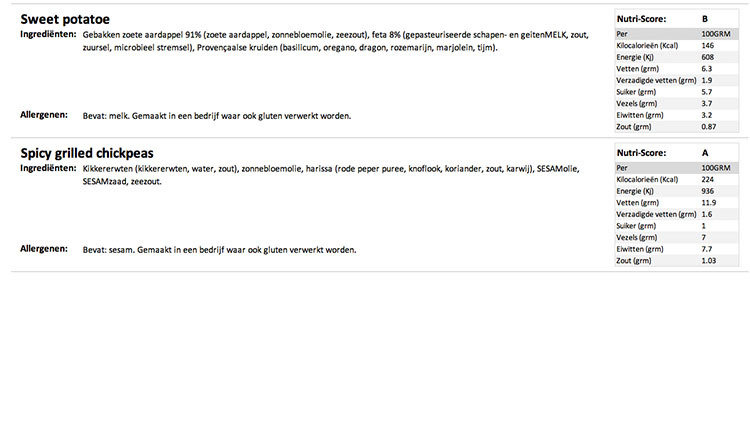 Sweet potatoe
Ingrediënten: Gebakken zoete aardappel 91% (zoete aardappel, zonnebloemolie, zeezout), feta 8% (gepasteuriseerde schapen- en geitenMELK, zout,
zuursel, microbieel stremsel), Provençaalse kruiden (basilicum, oregano, dragon, rozemarijn, marjolein, tijm).
Allergenen: Bevat: melk. Gemaakt in een bedrijf waar ook gluten verwerkt worden.
Nutri-Score: B
Per 100GRM
Kilocalorieën (Kcal) 146
Energie (Kj) 608
Vetten (grm) 6.3
Verzadigde vetten (grm) 1.9
Suiker (grm) 5.7
Vezels (grm) 3.7
Eiwitten (grm) 3.2
Zout (grm) 0.87
Spicy grilled chickpeas
Ingrediënten: Kikkererwten (kikkererwten, water, zout), zonnebloemolie, harissa (rode peper puree, knoflook, koriander, zout, karwij), SESAMolie,
SESAMzaad, zeezout.
Allergenen: Bevat: sesam. Gemaakt in een bedrijf waar ook gluten verwerkt worden.
Nutri-Score: A
Per 100GRM
Kilocalorieën (Kcal) 224
Energie (Kj) 936
Vetten (grm) 11.9
Verzadigde vetten (grm) 1.6
Suiker (grm) 1
Vezels (grm) 7
Eiwitten (grm) 7.7
Zout (grm) 1.03